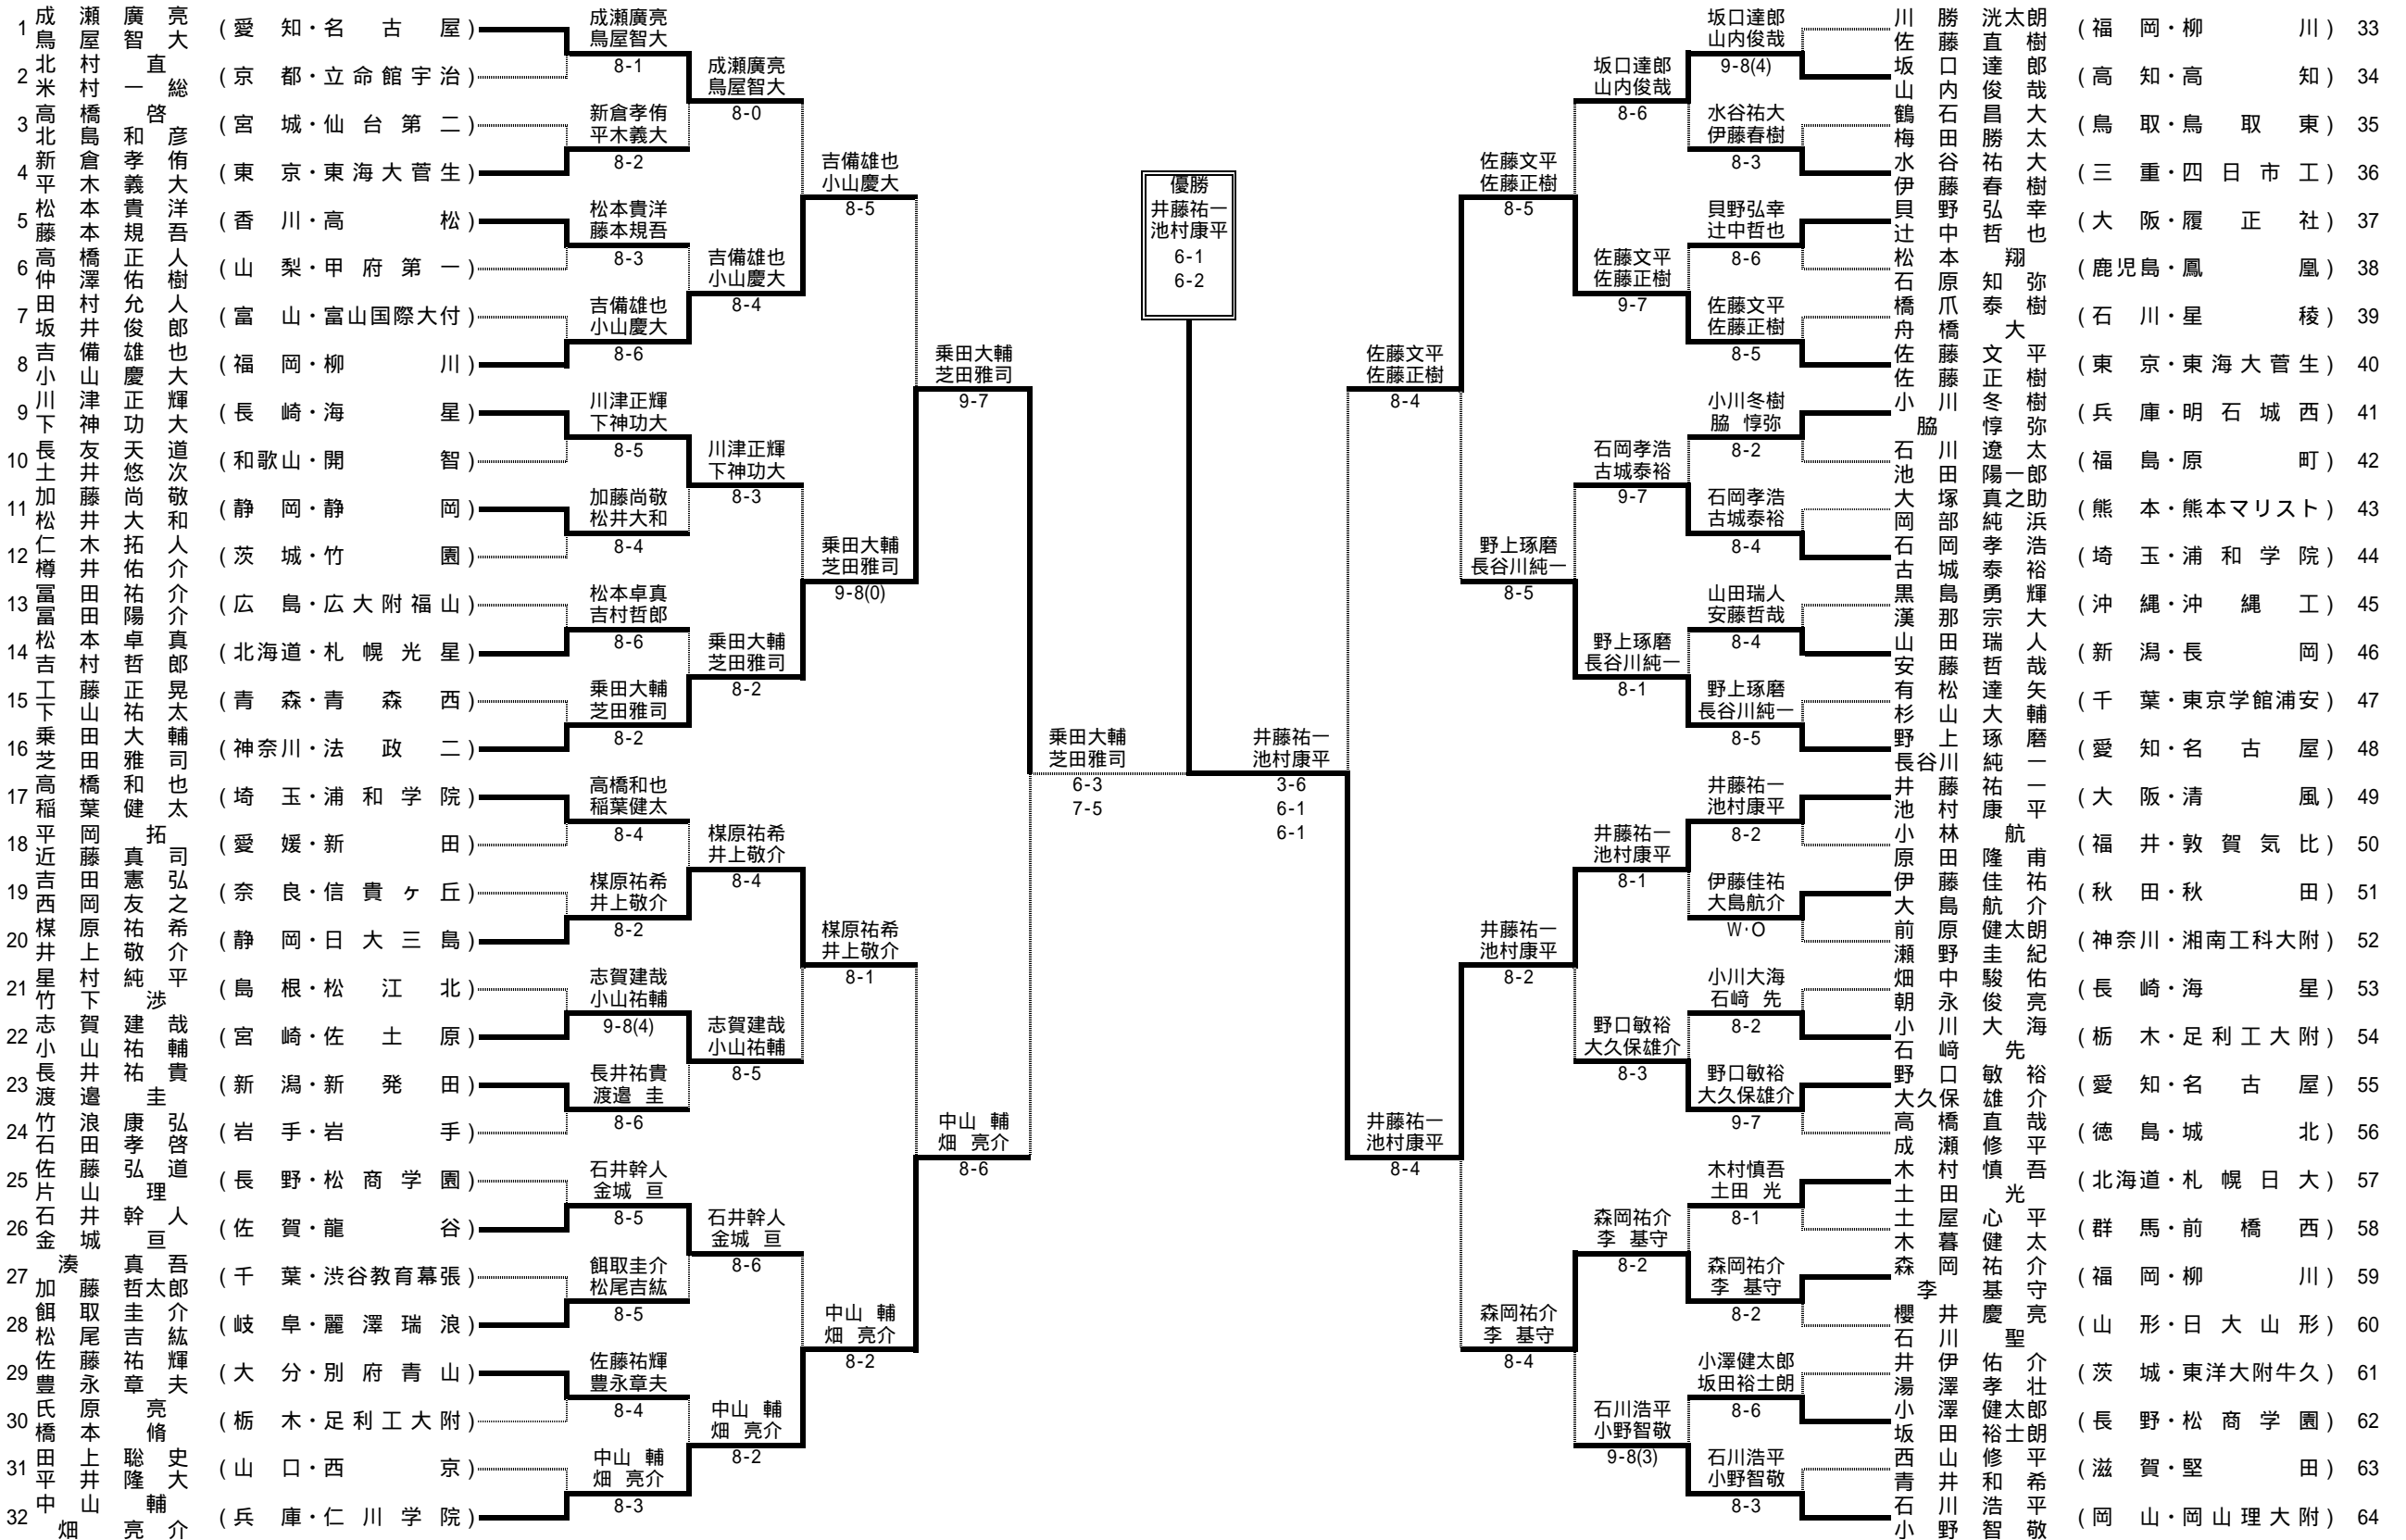 1 成瀬廣亮 鳥屋智大 (愛知・名古屋)
2 北村直 米村一総 (京都・立命館宇治)
3 高橋啓 北島和彦 (宮城・仙台第二)
4 新倉孝侑 平木義大 (東京・東海大菅生)
5 松本貴洋 藤本規吾 (香川・高松)
6 高橋正人 仲澤佑樹 (山梨・甲府第一)
7 田村允人 坂井俊郎 (富山・富山国際大付)
8 吉備雄也 小山慶大 (福岡・柳川)
9 川津正輝 下神功大 (長崎・海星)
10 長友天道 土井悠次 (和歌山・開智)
11 加藤尚敬 松井大和 (静岡・静岡)
12 仁木拓人 樽井佑介 (茨城・竹園)
13 冨田祐介 冨田陽介 (広島・広大附福山)
14 松本卓真 吉村哲郎 (北海道・札幌光星)
15 工藤正晃 下山祐太 (青森・青森西)
16 乗田大輔 芝田雅司 (神奈川・法政二)
17 高橋和也 稲葉健太 (埼玉・浦和学院)
18 平岡拓 近藤真司 (愛媛・新田)
19 吉田憲弘 西岡友之 (奈良・信貴ヶ丘)
20 楳原祐希 井上敬介 (静岡・日大三島)
21 星村純平 竹下渉 (島根・松江北)
22 志賀建哉 小山祐輔 (宮崎・佐土原)
23 長井祐貴 渡邉圭 (新潟・新発田)
24 竹浪康弘 石田孝啓 (岩手・岩手)
25 佐藤弘道 片山理 (長野・松商学園)
26 石井幹人 金城亘 (佐賀・龍谷)
27 湊真吾 加藤哲太郎 (千葉・渋谷教育幕張)
28 餌取圭介 松尾吉紘 (岐阜・麗澤瑞浪)
29 佐藤祐輝 豊永章夫 (大分・別府青山)
30 氏原亮 橋本脩 (栃木・足利工大附)
31 田上聡史 平井隆大 (山口・西京)
32 中山輔 畑亮介 (兵庫・仁川学院)
成瀬廣亮 鳥屋智大 8-1
新倉孝侑 平木義大 8-2
松本貴洋 藤本規吾 8-3
吉備雄也 小山慶大 8-6
川津正輝 下神功大 8-5
加藤尚敬 松井大和 8-4
松本卓真 吉村哲郎 8-6
乗田大輔 芝田雅司 8-2
高橋和也 稲葉健太 8-4
楳原祐希 井上敬介 8-2
志賀建哉 小山祐輔 9-8(4)
長井祐貴 渡邉 圭 8-6
石井幹人 金城 亘 8-5
餌取圭介 松尾吉紘 8-5
佐藤祐輝 豊永章夫 8-4
中山 輔 畑 亮介 8-3
成瀬廣亮 鳥屋智大 8-0
吉備雄也 小山慶大 8-4
川津正輝 下神功大 8-3
乗田大輔 芝田雅司 8-2
楳原祐希 井上敬介 8-4
志賀建哉 小山祐輔 8-5
石井幹人 金城 亘 8-6
中山 輔 畑 亮介 8-2
吉備雄也 小山慶大 8-5
乗田大輔 芝田雅司 9-8(0)
楳原祐希 井上敬介 8-1
中山 輔 畑 亮介 8-2
乗田大輔 芝田雅司 9-7
中山 輔 畑 亮介 8-6
乗田大輔 芝田雅司 6-3 7-5
優勝
井藤祐一
池村康平
6-1
6-2
井藤祐一 池村康平 3-6 6-1 6-1
佐藤文平 佐藤正樹 8-4
井藤祐一 池村康平 8-4
佐藤文平 佐藤正樹 8-5
野上琢磨 長谷川純一 8-5
井藤祐一 池村康平 8-2
森岡祐介 李 基守 8-4
坂口達郎 山内俊哉 8-6
佐藤文平 佐藤正樹 9-7
石岡孝浩 古城泰裕 9-7
野上琢磨 長谷川純一 8-1
井藤祐一 池村康平 8-1
野口敏裕 大久保雄介 8-3
森岡祐介 李 基守 8-2
石川浩平 小野智敬 9-8(3)
坂口達郎 山内俊哉 9-8(4)
水谷祐大 伊藤春樹 8-3
貝野弘幸 辻中哲也 8-6
佐藤文平 佐藤正樹 8-5
小川冬樹 脇 惇弥 8-2
石岡孝浩 古城泰裕 8-4
山田瑞人 安藤哲哉 8-4
野上琢磨 長谷川純一 8-5
井藤祐一 池村康平 8-2
伊藤佳祐 大島航介 W・O
小川大海 石﨑 先 8-2
野口敏裕 大久保雄介 9-7
木村慎吾 土田 光 8-1
森岡祐介 李 基守 8-2
小澤健太郎 坂田裕士朗 8-6
石川浩平 小野智敬 8-3
川勝洸太朗 佐藤直樹 (福岡・柳川) 33
坂口達郎 山内俊哉 (高知・高知) 34
鶴石昌大 梅田勝太 (鳥取・鳥取東) 35
水谷祐大 伊藤春樹 (三重・四日市工) 36
貝野弘幸 辻中哲也 (大阪・履正社) 37
松本翔 石原知弥 (鹿児島・鳳凰) 38
橋爪泰樹 舟橋大 (石川・星稜) 39
佐藤文平 佐藤正樹 (東京・東海大菅生) 40
小川冬樹 脇惇弥 (兵庫・明石城西) 41
石川遼太 池田陽一郎 (福島・原町) 42
大塚真之助 岡部純浜 (熊本・熊本マリスト) 43
石岡孝浩 古城泰裕 (埼玉・浦和学院) 44
黒島勇輝 漢那宗大 (沖縄・沖縄工) 45
山田瑞人 安藤哲哉 (新潟・長岡) 46
有松達矢 杉山大輔 (千葉・東京学館浦安) 47
野上琢磨 長谷川純一 (愛知・名古屋) 48
井藤祐一 池村康平 (大阪・清風) 49
小林航 原田隆甫 (福井・敦賀気比) 50
伊藤佳祐 大島航介 (秋田・秋田) 51
前原健太朗 瀬野圭紀 (神奈川・湘南工科大附) 52
畑中駿佑 朝永俊亮 (長崎・海星) 53
小川大海 石﨑先 (栃木・足利工大附) 54
野口敏裕 大久保雄介 (愛知・名古屋) 55
高橋直哉 成瀬修平 (徳島・城北) 56
木村慎吾 土田光 (北海道・札幌日大) 57
土屋心平 木暮健太 (群馬・前橋西) 58
森岡祐介 李基守 (福岡・柳川) 59
櫻井慶亮 石川聖 (山形・日大山形) 60
井伊佑介 湯澤孝壮 (茨城・東洋大附牛久) 61
小澤健太郎 坂田裕士朗 (長野・松商学園) 62
西山修平 青井和希 (滋賀・堅田) 63
石川浩平 小野智敬 (岡山・岡山理大附) 64